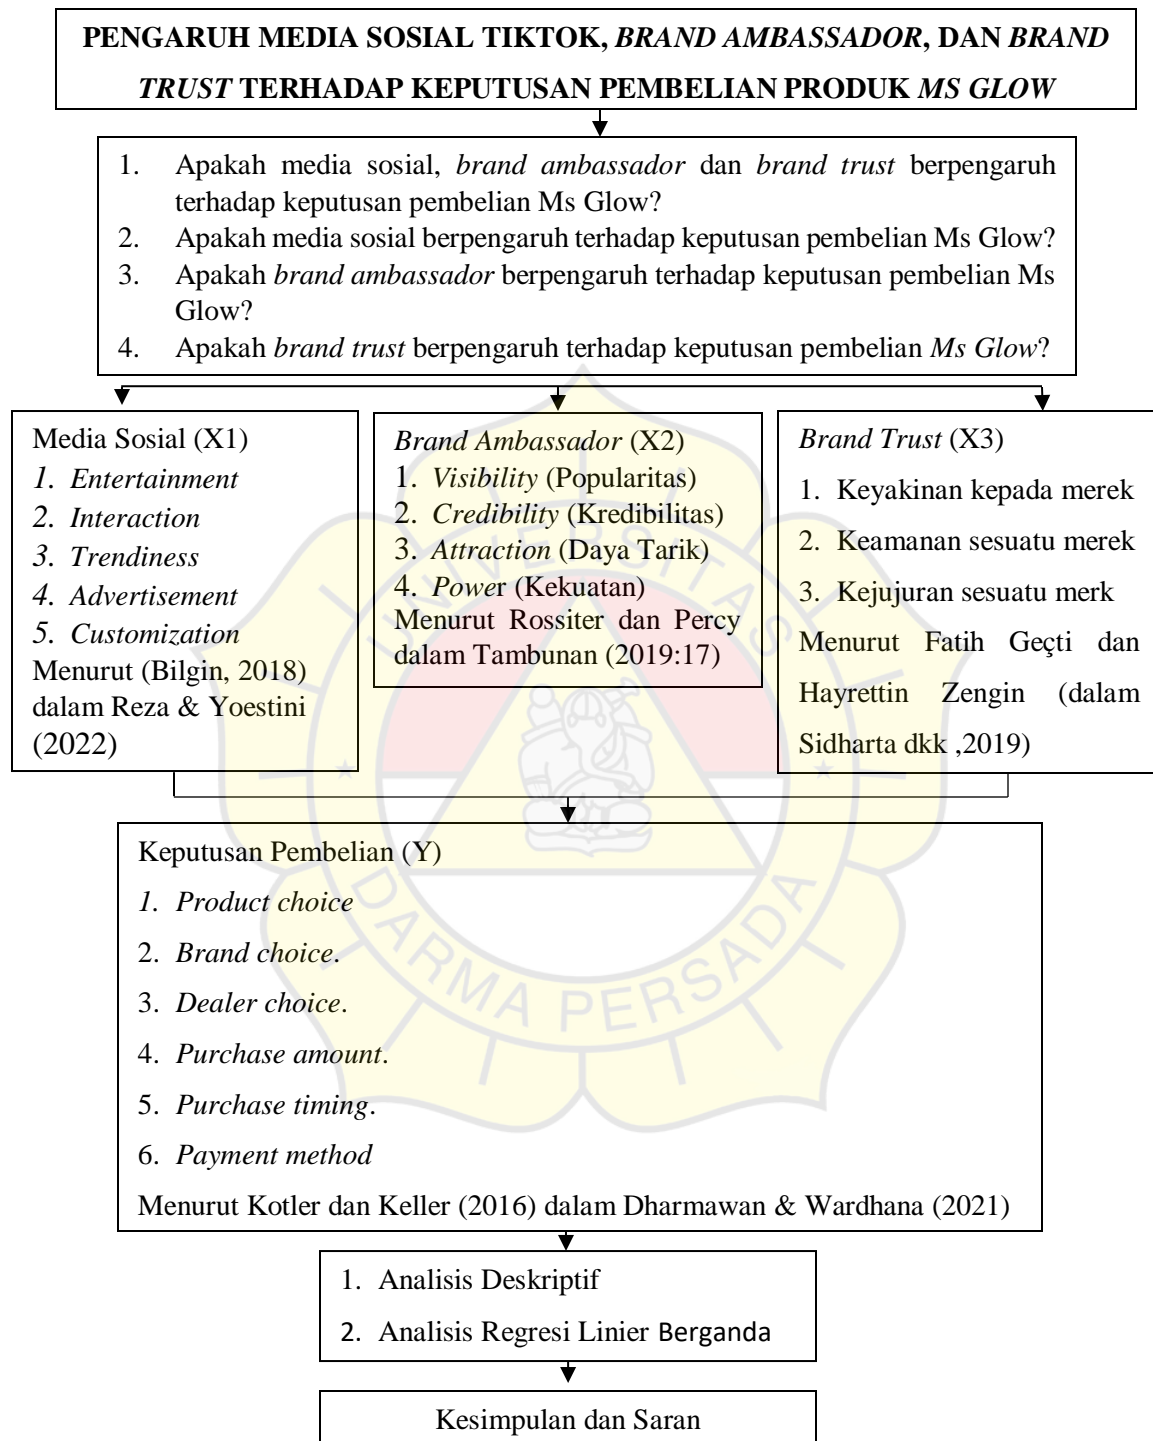 PENGARUH MEDIA SOSIAL TIKTOK, BRAND AMBASSADOR, DAN BRAND
TRUST TERHADAP KEPUTUSAN PEMBELIAN PRODUK MS GLOW
1. Apakah media sosial, brand ambassador dan brand trust berpengaruh
terhadap keputusan pembelian Ms Glow?
2. Apakah media sosial berpengaruh terhadap keputusan pembelian Ms Glow?
3. Apakah brand ambassador berpengaruh terhadap keputusan pembelian Ms
Glow?
4. Apakah brand trust berpengaruh terhadap keputusan pembelian Ms Glow?
Media Sosial (X1)
1. Entertainment
2. Interaction
3. Trendiness
4. Advertisement
5. Customization
Menurut (Bilgin, 2018)
dalam Reza & Yoestini
(2022)
Brand Ambassador (X2)
1. Visibility (Popularitas)
2. Credibility (Kredibilitas)
3. Attraction (Daya Tarik)
4. Power (Kekuatan)
Menurut Rossiter dan Percy
dalam Tambunan (2019:17)
Brand Trust (X3)
1. Keyakinan kepada merek
2. Keamanan sesuatu merek
3. Kejujuran sesuatu merk
Menurut Fatih Geçti dan
Hayrettin Zengin (dalam
Sidharta dkk ,2019)
Keputusan Pembelian (Y)
1. Product choice
2. Brand choice.
3. Dealer choice.
4. Purchase amount.
5. Purchase timing.
6. Payment method
Menurut Kotler dan Keller (2016) dalam Dharmawan & Wardhana (2021)
1. Analisis Deskriptif
2. Analisis Regresi Linier Berganda
Kesimpulan dan Saran
UNIVERSITAS
DARMA PERSADA